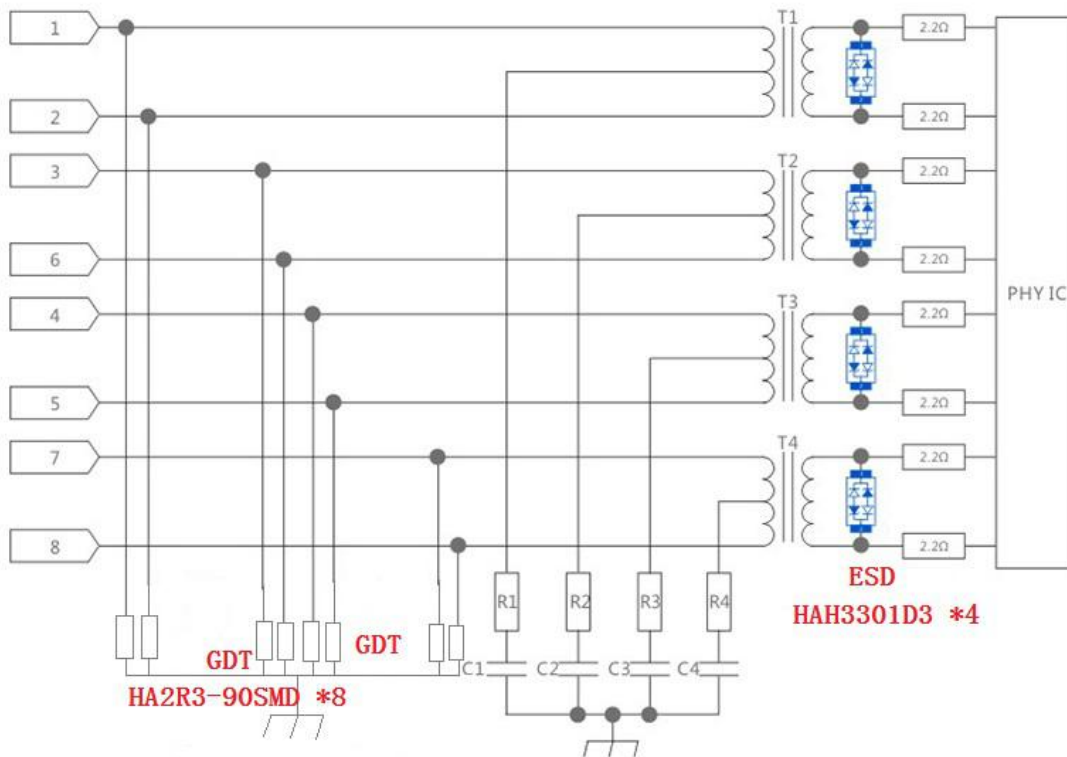 1
T1
2.2Ω
2
2.2Ω
3
T2
2.2Ω
6
2.2Ω
PHY IC
4
T3
2.2Ω
5
2.2Ω
7
T4
2.2Ω
8
2.2Ω
ESD
HAH3301D3 *4
R1
R2
R3
R4
GDT
GDT
HA2R3-90SMD *8
C1
C2
C3
C4